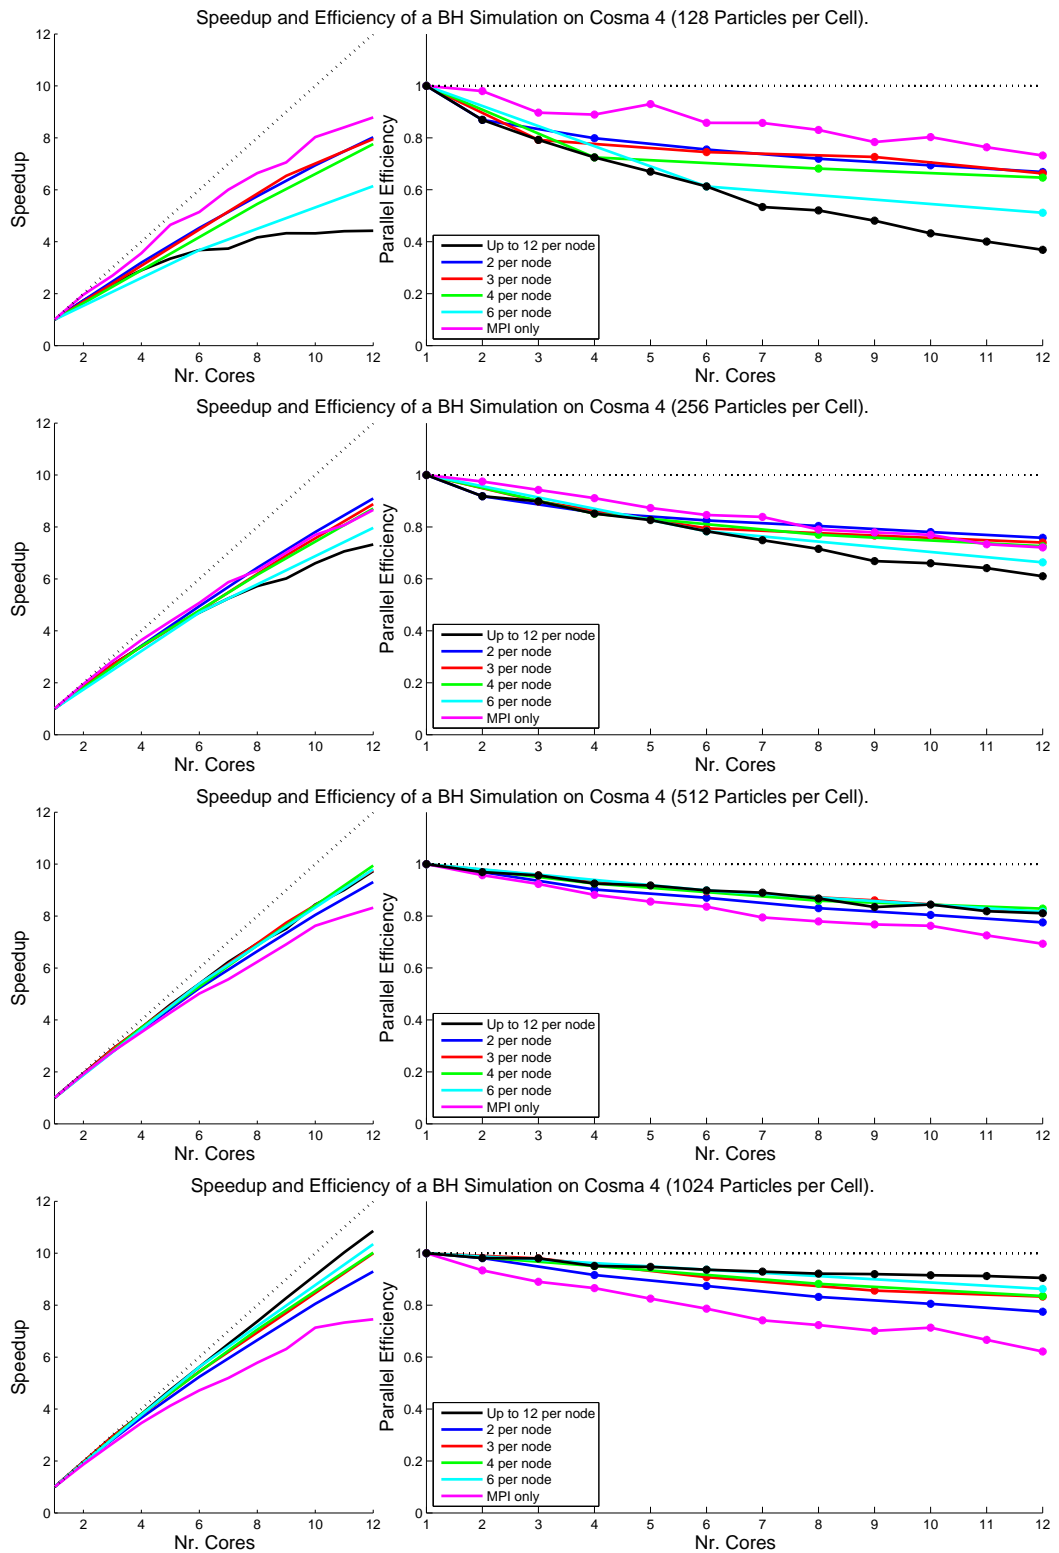 Speedup and Efficiency of a BH Simulation on Cosma 4 (128 Particles per Cell).
Speedup
0
2
4
6
8
10
12
2
4
6
8
10
12
Nr. Cores
Parallel Efficiency
0
0.2
0.4
0.6
0.8
1
1
2
3
4
5
6
7
8
9
10
11
12
Nr. Cores
Up to 12 per node
2 per node
3 per node
4 per node
6 per node
MPI only
Speedup and Efficiency of a BH Simulation on Cosma 4 (256 Particles per Cell).
Speedup
0
2
4
6
8
10
12
2
4
6
8
10
12
Nr. Cores
Parallel Efficiency
0
0.2
0.4
0.6
0.8
1
1
2
3
4
5
6
7
8
9
10
11
12
Nr. Cores
Up to 12 per node
2 per node
3 per node
4 per node
6 per node
MPI only
Speedup and Efficiency of a BH Simulation on Cosma 4 (512 Particles per Cell).
Speedup
0
2
4
6
8
10
12
2
4
6
8
10
12
Nr. Cores
Parallel Efficiency
0
0.2
0.4
0.6
0.8
1
1
2
3
4
5
6
7
8
9
10
11
12
Nr. Cores
Up to 12 per node
2 per node
3 per node
4 per node
6 per node
MPI only
Speedup and Efficiency of a BH Simulation on Cosma 4 (1024 Particles per Cell).
Speedup
0
2
4
6
8
10
12
2
4
6
8
10
12
Nr. Cores
Parallel Efficiency
0
0.2
0.4
0.6
0.8
1
1
2
3
4
5
6
7
8
9
10
11
12
Nr. Cores
Up to 12 per node
2 per node
3 per node
4 per node
6 per node
MPI only